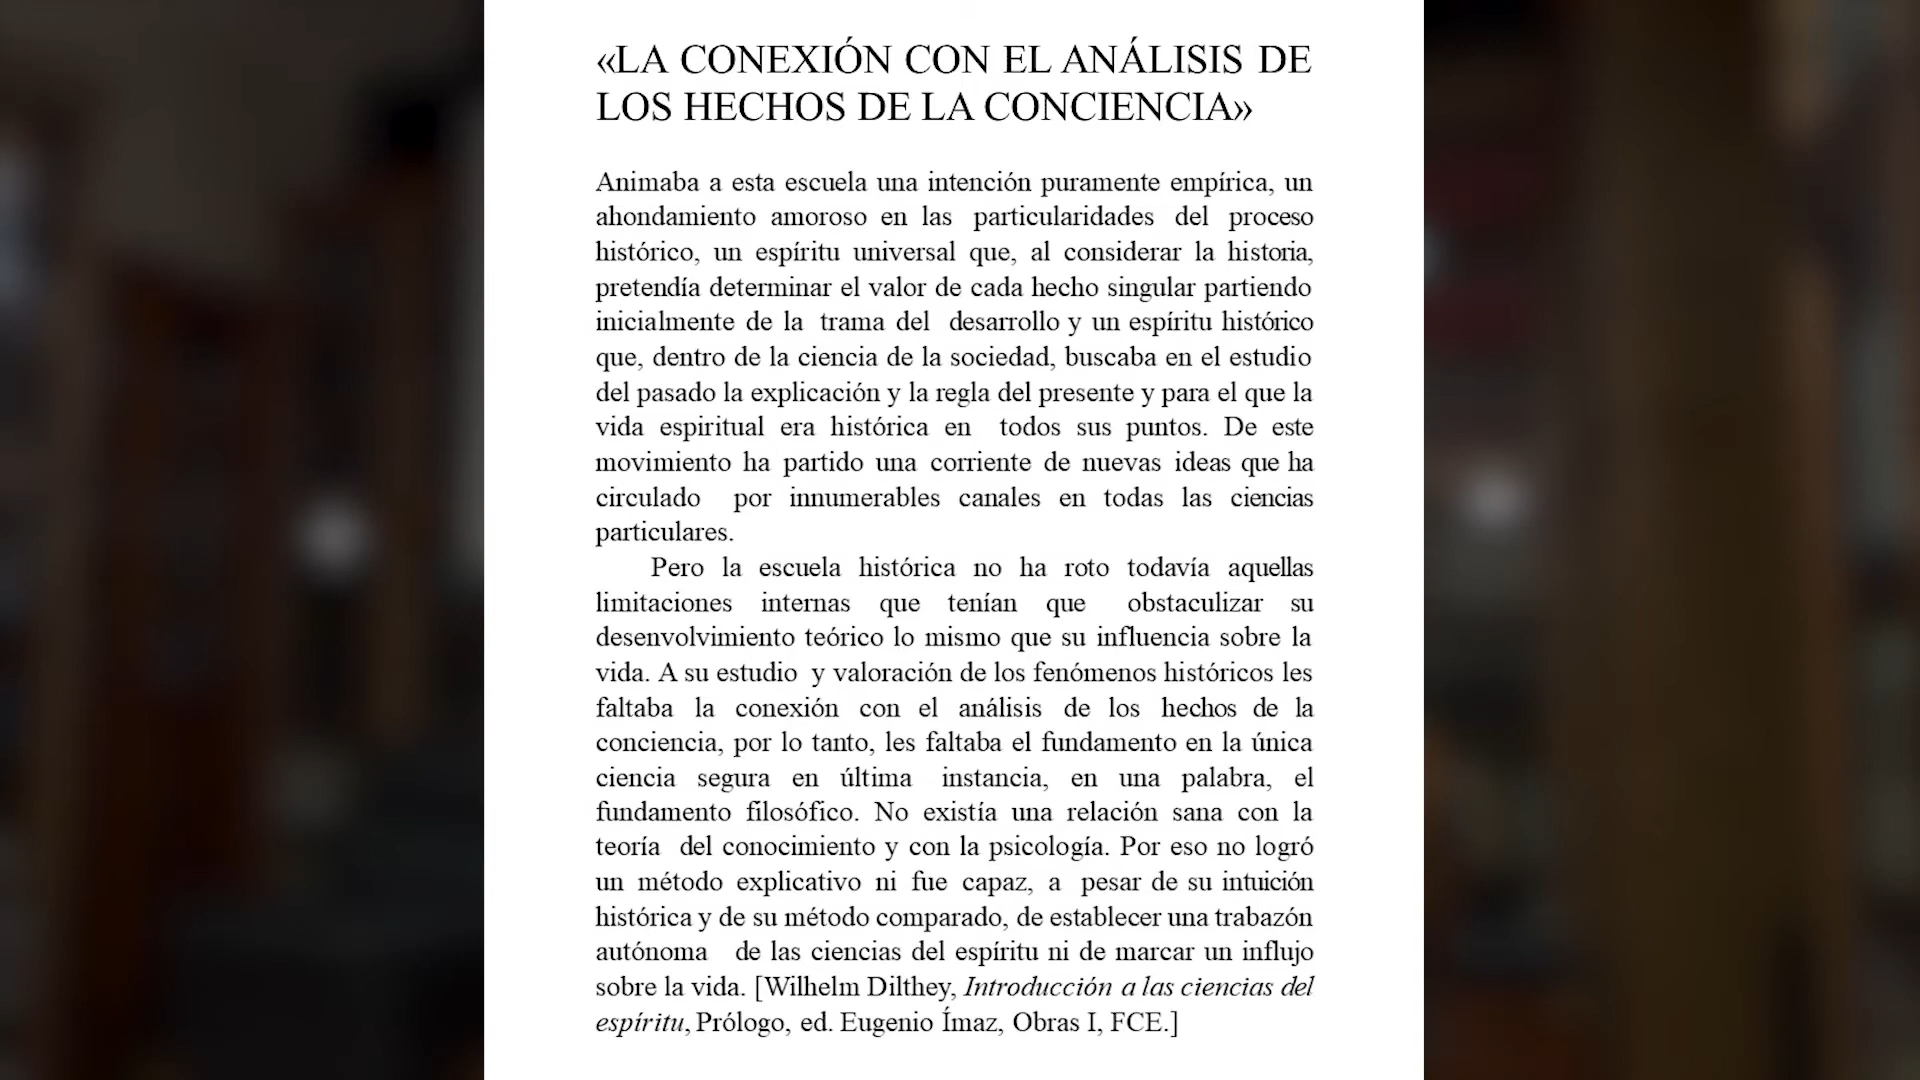 «LA CONEXIÓN CON EL ANÁLISIS DE
LOS HECHOS DE LA CONCIENCIA»
Animaba a esta escuela una intención puramente empírica, un
ahondamiento amoroso en las particularidades del proceso
histórico, un espíritu universal que, al considerar la historia,
pretendía determinar el valor de cada hecho singular partiendo
inicialmente de la trama del desarrollo y un espíritu histórico
que, dentro de la ciencia de la sociedad, buscaba en el estudio
del pasado la explicación y la regla del presente y para el que la
vida espiritual era histórica en todos sus puntos. De este
movimiento ha partido una corriente de nuevas ideas que ha
circulado por innumerables canales en todas las ciencias
particulares.
Pero la escuela histórica no ha roto todavía aquellas
limitaciones internas que tenían que obstaculizar su
desenvolvimiento teórico lo mismo que su influencia sobre la
vida. A su estudio y valoración de los fenómenos históricos les
faltaba la conexión con el análisis de los hechos de la
conciencia, por lo tanto, les faltaba el fundamento en la única
ciencia segura en última instancia, en una palabra, el
fundamento filosófico. No existía una relación sana con la
teoría del conocimiento y con la psicología. Por eso no logró
un método explicativo ni fue capaz, a pesar de su intuición
histórica y de su método comparado, de establecer una trabazón
autónoma de las ciencias del espíritu ni de marcar un influjo
sobre la vida. [Wilhelm Dilthey, Introducción a las ciencias del
espíritu, Prólogo, ed. Eugenio Ímaz, Obras I, FCE.]